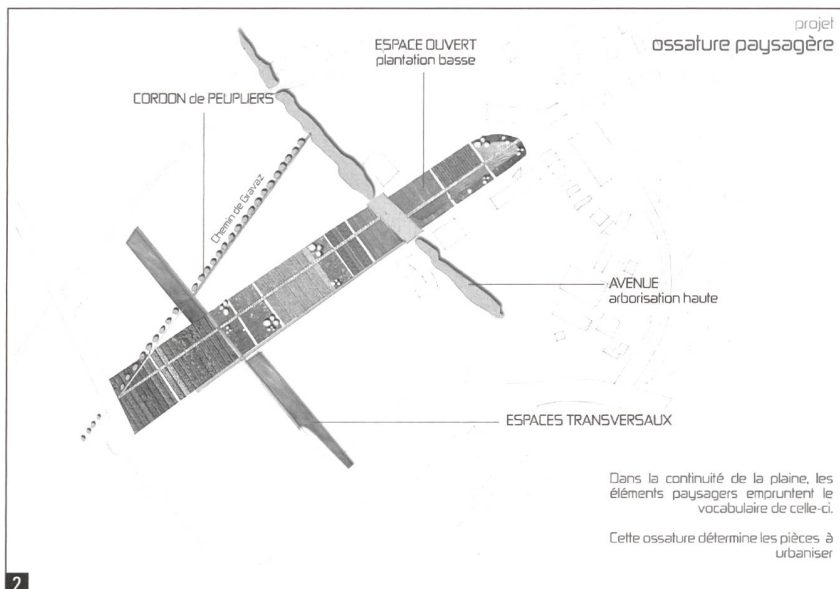 projet
ossature paysagère
ESPACE OUVERT
plantation basse
CORDON de PEUPLIERS
Chemin de Gravaz
AVENUE
arborisation haute
ESPACES TRANSVERSAUX
Dans la continuité de la plaine, les
éléments paysagers empruntent le
vocabulaire de celle-ci.
Cette ossature détermine les pièces à
urbaniser
2